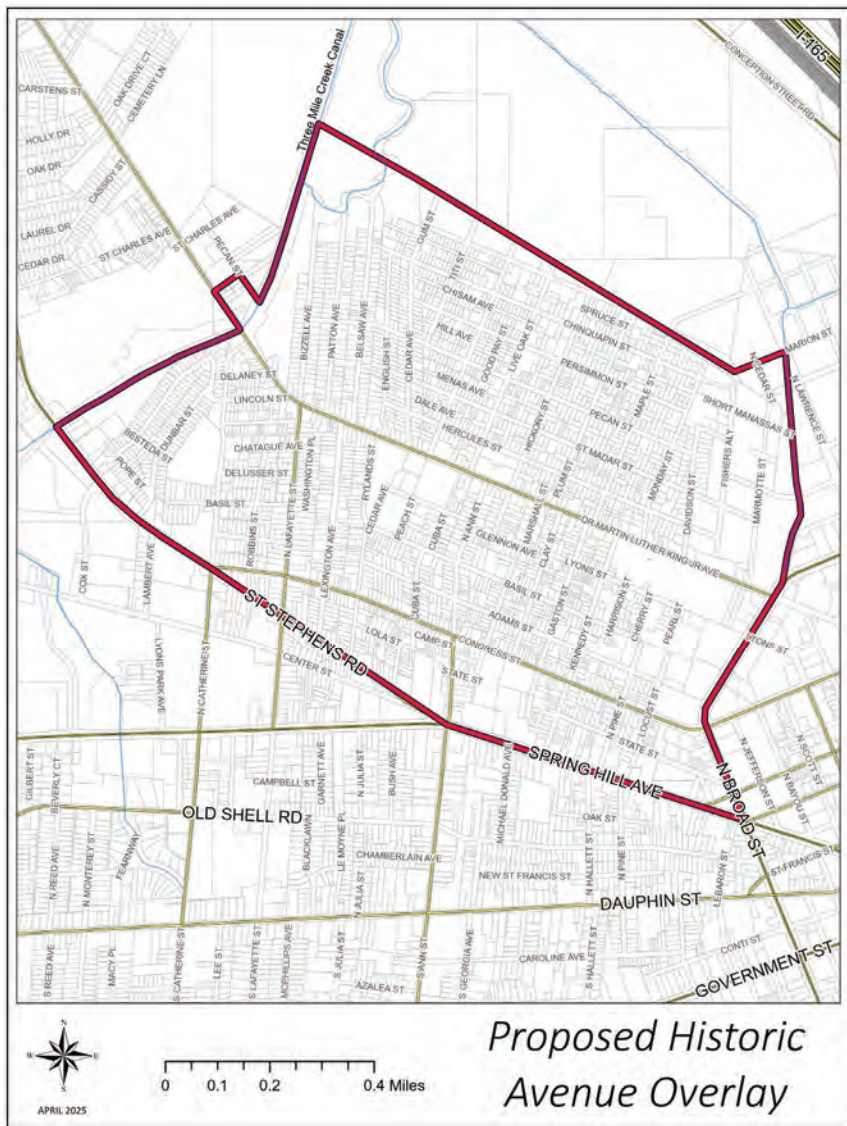 I-165
CONCEPTION STREET RD
Three Mile Creek Canal
CARSTENS ST
OAK DRIVE CT
CEMETERY LN
HOLLY DR
OAK DR
CASSIDY ST
LAUREL DR
CEDAR DR
ST CHARLES AVE
ST CHARLES AVE
PECAN ST
GUM ST
TITI ST
CHISAM AVE
SPRUCE ST
CHINQUAPIN ST
BIZZELL AVE
PATTON AVE
BELSAW AVE
ENGLISH ST
CEDAR AVE
HILL AVE
GOOD PAY ST
LIVE OAK ST
PERSIMMON ST
MAPLE ST
MARION ST
N CEDAR ST
N LAWRENCE ST
DELANEY ST
LINCOLN ST
MENAS AVE
DALE AVE
HERCULES ST
HICKORY ST
PECAN ST
ST MADAR ST
SHORT MANASSAS ST
DUNBAR ST
BESTEDA ST
POPE ST
CHATAGUE AVE
DELUSSER ST
WASHINGTON PL
RYLANDS ST
CEDAR AVE
PEACH ST
CUBA ST
N ANN ST
MARSHALL ST
PLUM ST
MONDAY ST
DAVIDSON ST
FISHERS ALY
MARMOTTE ST
BASIL ST
ROBBINS ST
N LAFAYETTE ST
LEXINGTON AVE
GLENNON AVE
CLAY ST
DR MARTIN LUTHER KING JR AVE
LYONS ST
COX ST
LAMBERT AVE
CUBA ST
BASIL ST
ADAMS ST
GASTON ST
KENNEDY ST
HARRISON ST
CHERRY ST
PEARL ST
LYONS ST
ST STEPHENS RD
LOLA ST
CAMP ST
CONGRESS ST
STATE ST
CENTER ST
LYONS PARK AVE
N CATHERINE ST
N PINE ST
LOCUST ST
STATE ST
N JEFFERSON ST
N SCOTT ST
N BAYOU ST
SPRING HILL AVE
N BROAD ST
GILBERT ST
BEVERLY CT
CAMPBELL ST
GARNETT AVE
N JULIA ST
BUSH AVE
MICHAEL DONALD AVE
OAK ST
OLD SHELL RD
BLACKLAWN
LE MOYNE PL
CHAMBERLAIN AVE
N REED AVE
N MONTEREY ST
FEARNWAY
N JULIA ST
NEW ST FRANCIS ST
N HALLETT ST
N PINE ST
LEBARON ST
ST FRANCIS ST
DAUPHIN ST
S REED AVE
MACY PL
S CATHERINE ST
LEE ST
S LAFAYETTE ST
MCPHILLIPS AVE
S JULIA ST
AZALEA ST
S ANN ST
S GEORGIA AVE
CAROLINE AVE
S HALLETT ST
CONTI ST
GOVERNMENT ST
N
W E
S
APRIL 2025
0 0.1 0.2 0.4 Miles
Proposed Historic
Avenue Overlay